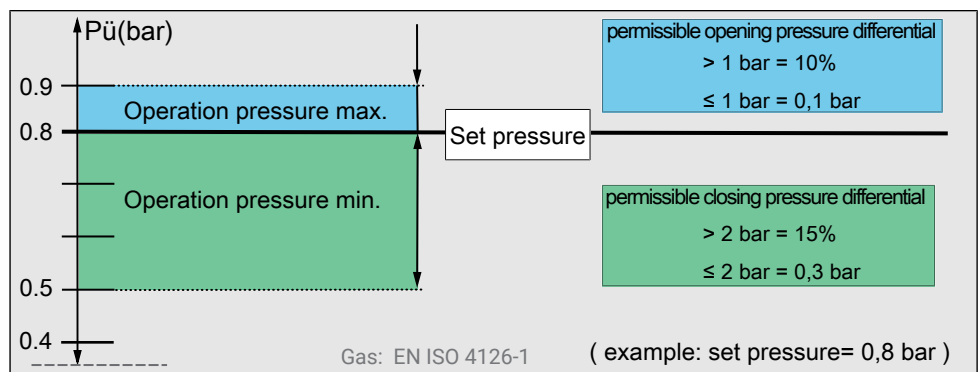 Pü(bar)
0.9
Operation pressure max.
0.8
Set pressure
Operation pressure min.
0.5
0.4
permissible opening pressure differential
> 1 bar = 10%
≤ 1 bar = 0,1 bar
permissible closing pressure differential
> 2 bar = 15%
≤ 2 bar = 0,3 bar
Gas: EN ISO 4126-1
( example: set pressure= 0,8 bar )